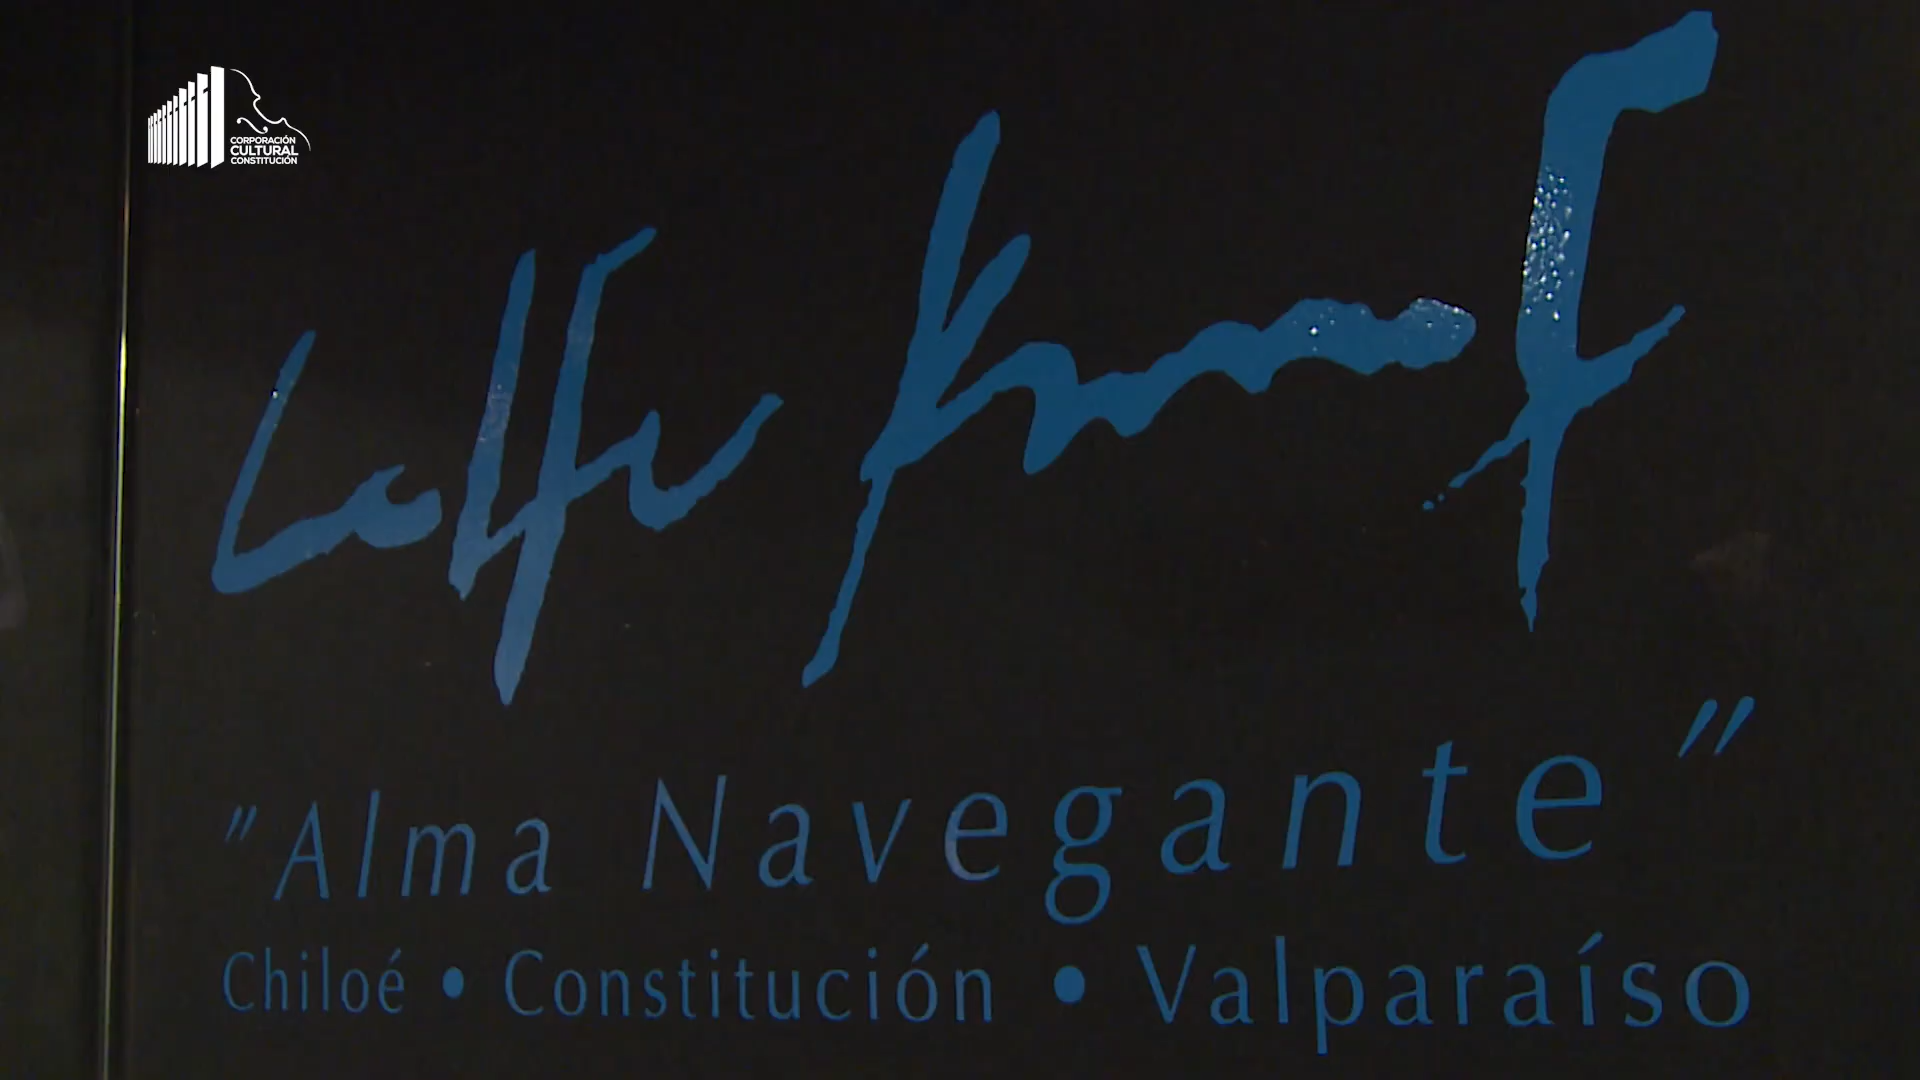 CORPORACIÓN
CULTURAL
CONSTITUCIÓN
"Alma Navegante"
Chiloé • Constitución • Valparaíso